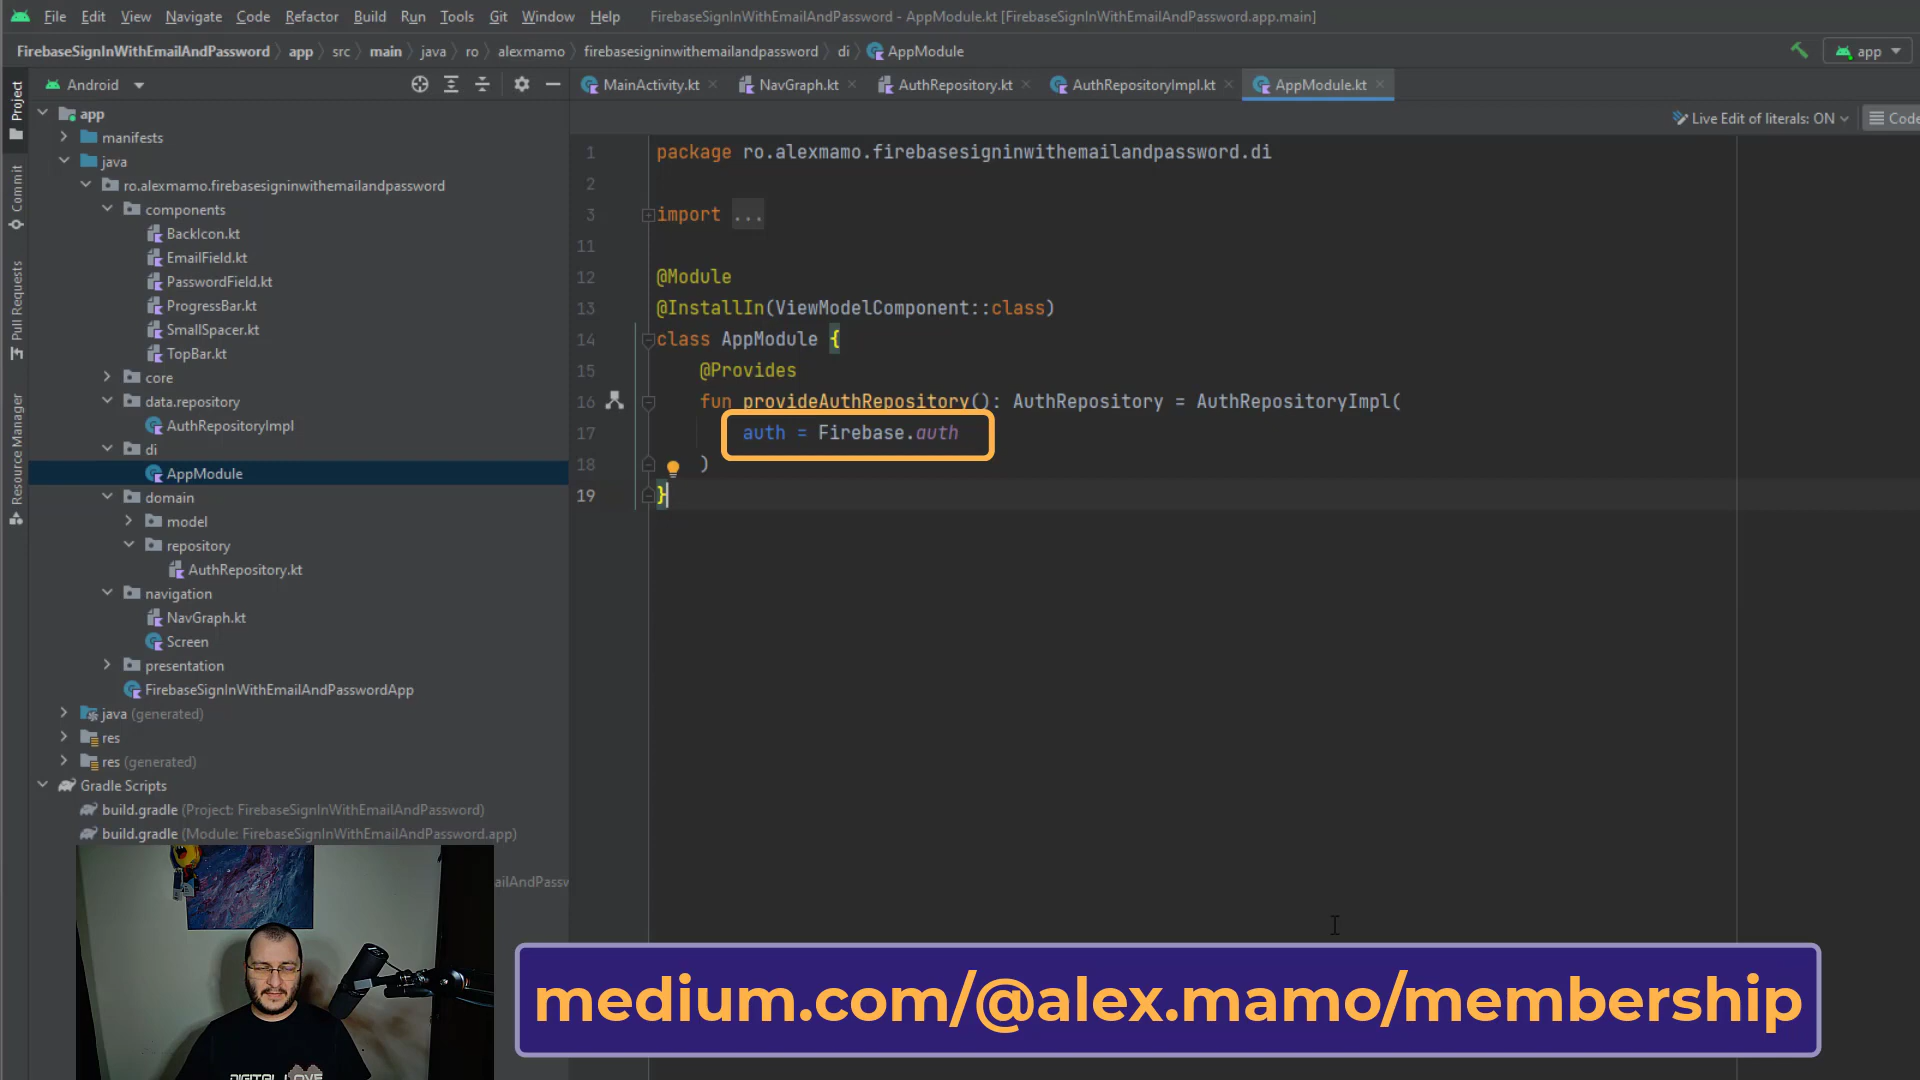 File Edit View Navigate Code Refactor Build Run Tools Git Window Help FirebaseSignInWithEmailAndPassword - AppModule.kt [FirebaseSignInWithEmailAndPassword.app.main]
FirebaseSignInWithEmailAndPassword app src main java ro alexmamo firebasesigninwithemailandpassword di AppModule app
Project
Commit
Pull Requests
Resource Manager
Android
MainActivity.kt NavGraph.kt AuthRepository.kt AuthRepositoryImpl.kt AppModule.kt
Live Edit of literals: ON Code
app
manifests
java
ro.alexmamo.firebasesigninwithemailandpassword
components
BackIcon.kt
EmailField.kt
PasswordField.kt
ProgressBar.kt
SmallSpacer.kt
TopBar.kt
core
data.repository
AuthRepositoryImpl
di
AppModule
domain
model
repository
AuthRepository.kt
navigation
NavGraph.kt
Screen
presentation
FirebaseSignInWithEmailAndPasswordApp
java (generated)
res
res (generated)
Gradle Scripts
build.gradle (Project: FirebaseSignInWithEmailAndPassword)
build.gradle (Module: FirebaseSignInWithEmailAndPassword.app)
ailAndPassw
1 package ro.alexmamo.firebasesigninwithemailandpassword.di
2
3 import ...
11
12 @Module
13 @InstallIn(ViewModelComponent::class)
14 class AppModule {
15 @Provides
16 fun provideAuthRepository(): AuthRepository = AuthRepositoryImpl(
17 auth = Firebase.auth
18 )
19 }
DIGITAL LOVE
medium.com/@alex.mamo/membership